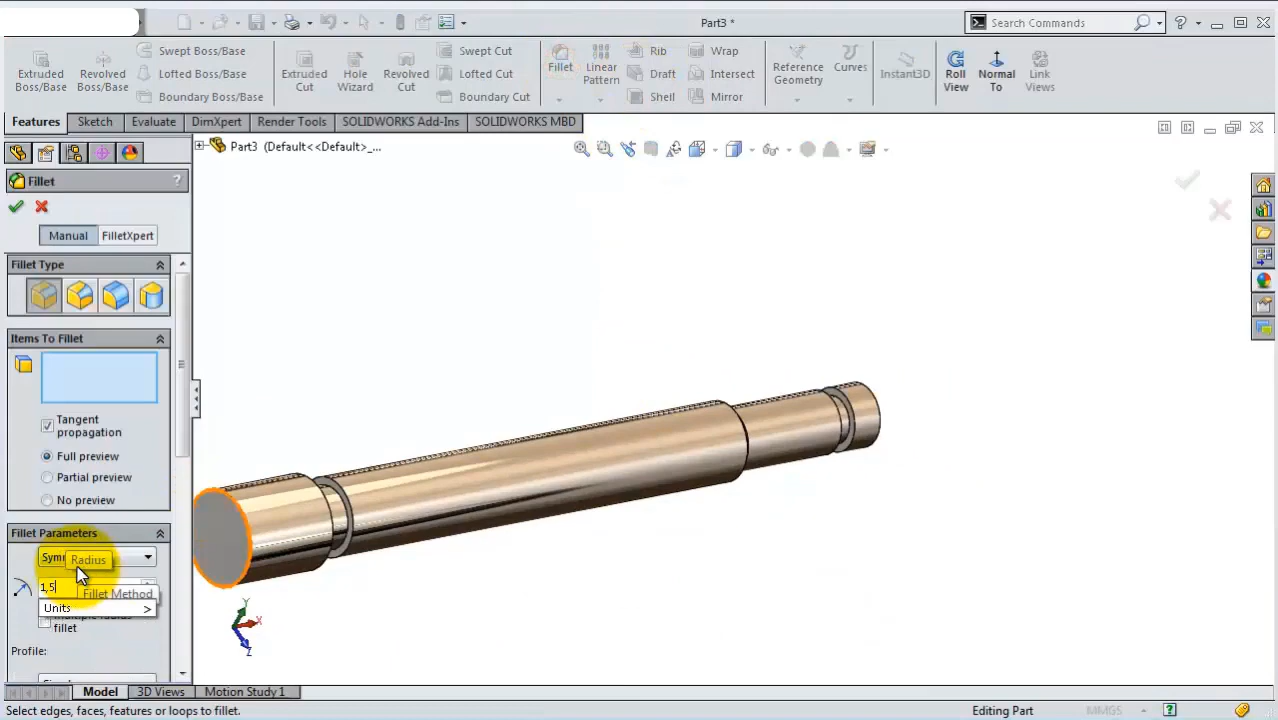 Part3 *
Search Commands
?
Extruded Boss/Base
Revolved Boss/Base
Swept Boss/Base
Lofted Boss/Base
Boundary Boss/Base
Extruded Cut
Hole Wizard
Revolved Cut
Swept Cut
Lofted Cut
Boundary Cut
Fillet
Linear Pattern
Rib
Draft
Shell
Wrap
Intersect
Mirror
Reference Geometry
Curves
Instant3D
Roll View
Normal To
Link Views
Features
Sketch
Evaluate
DimXpert
Render Tools
SOLIDWORKS Add-Ins
SOLIDWORKS MBD
Part3 (Default<<Default>_...
Fillet
?
Manual
FilletXpert
Fillet Type
Items To Fillet
Tangent
propagation
Full preview
Partial preview
No preview
Fillet Parameters
Radius
1,5
Fillet Method
Units >
fillet
Profile:
Y
X
Z
Model
3D Views
Motion Study 1
Select edges, faces, features or loops to fillet.
Editing Part
MMGS
?